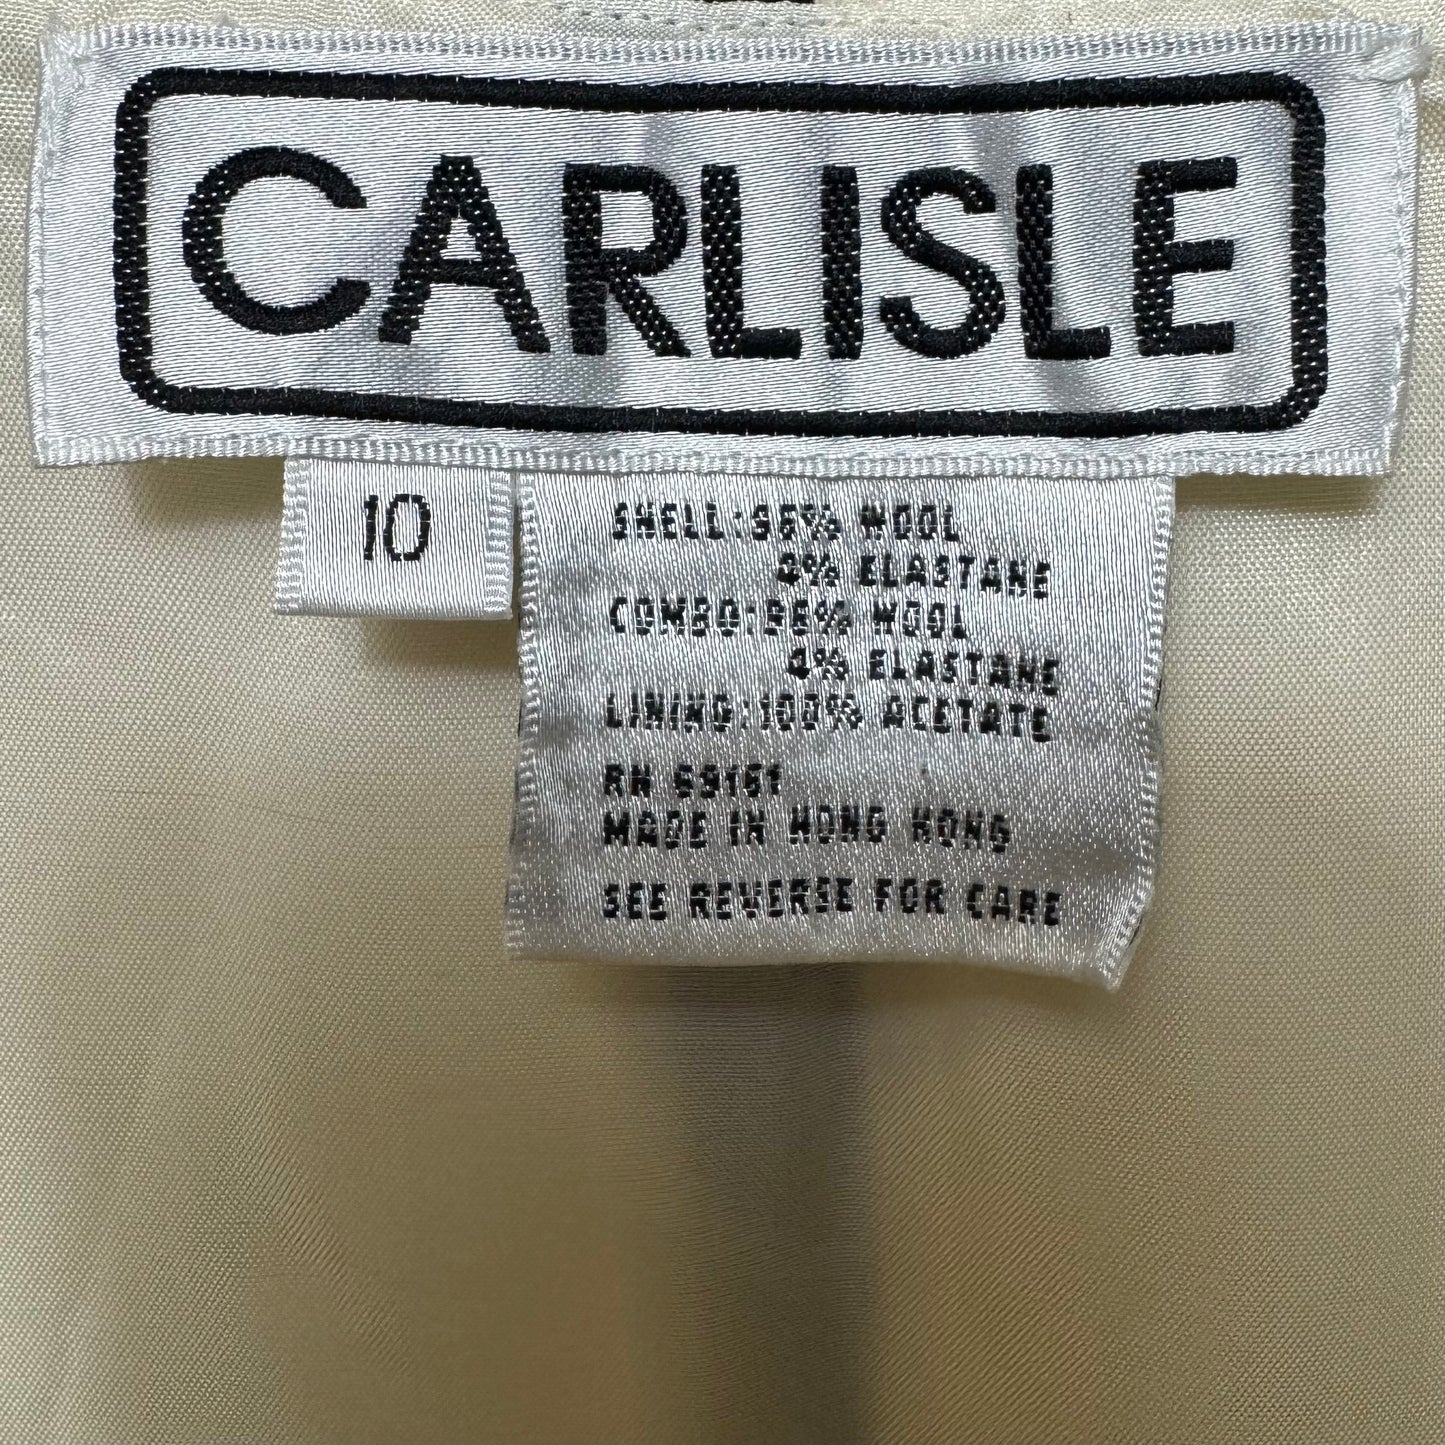 CARLISLE
10
SHELL: 96% WOOL
4% ELASTANE
COMBO: 96% WOOL
4% ELASTANE
LINING: 100% ACETATE
RN 69161
MADE IN HONG KONG
SEE REVERSE FOR CARE